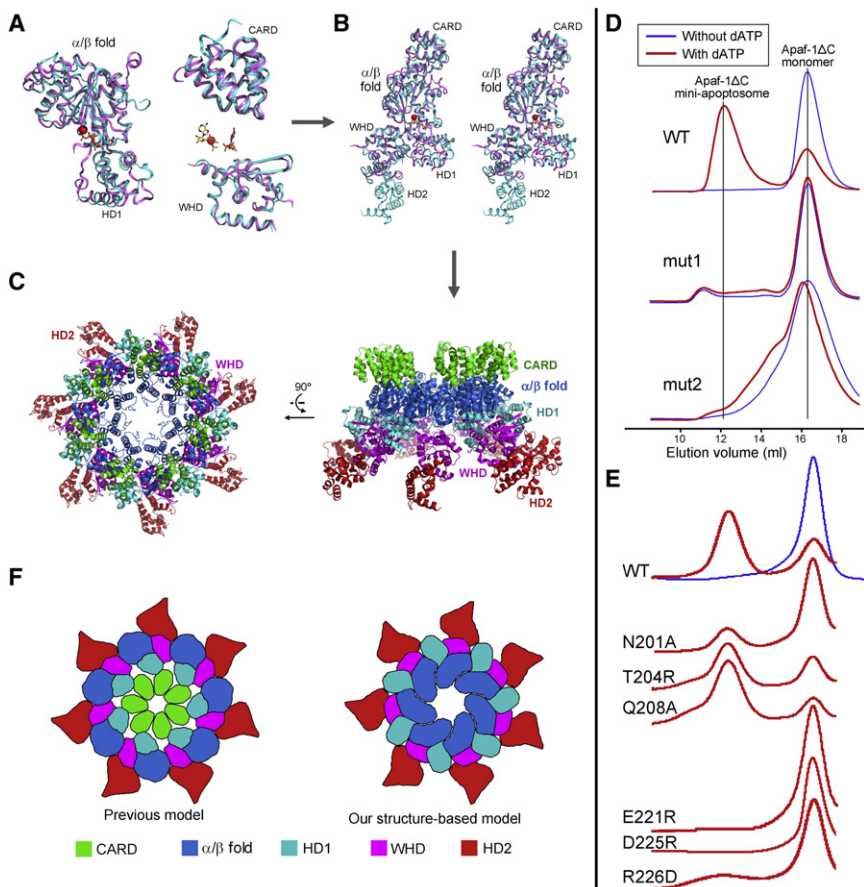 A
α/β fold
HD1
CARD
WHD
B
α/β fold
WHD
HD1
HD2
CARD
α/β fold
WHD
HD1
HD2
C
HD2
WHD
90°
CARD
α/β fold
HD1
WHD
HD2
F
Previous model
Our structure-based model
CARD
α/β fold
HD1
WHD
HD2
D
Without dATP
With dATP
Apaf-1ΔC
mini-apoptosome
Apaf-1ΔC
monomer
WT
mut1
mut2
10 12 14 16 18
Elution volume (ml)
E
WT
N201A
T204R
Q208A
E221R
D225R
R226D